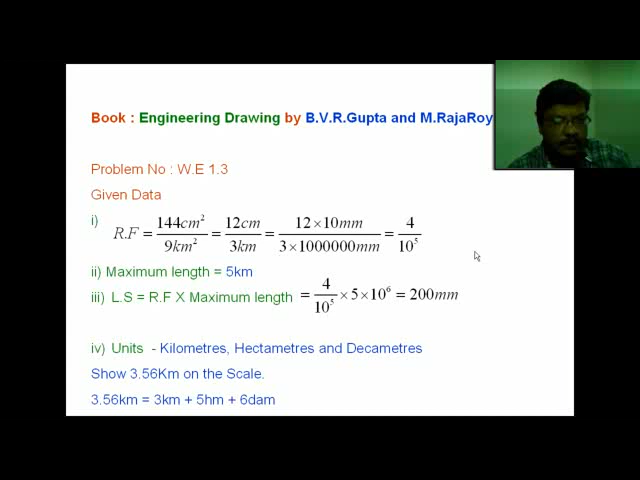 Book : Engineering Drawing by B.V.R.Gupta and M.RajaRoy
Problem No : W.E 1.3
Given Data
i) R.F = 144cm²/9km² = 12cm/3km = 12×10mm/3×1000000mm = 4/10⁵
ii) Maximum length = 5km
iii) L.S = R.F X Maximum length = 4/10⁵ × 5 × 10⁶ = 200mm
iv) Units - Kilometres, Hectametres and Decametres
Show 3.56Km on the Scale.
3.56km = 3km + 5hm + 6dam